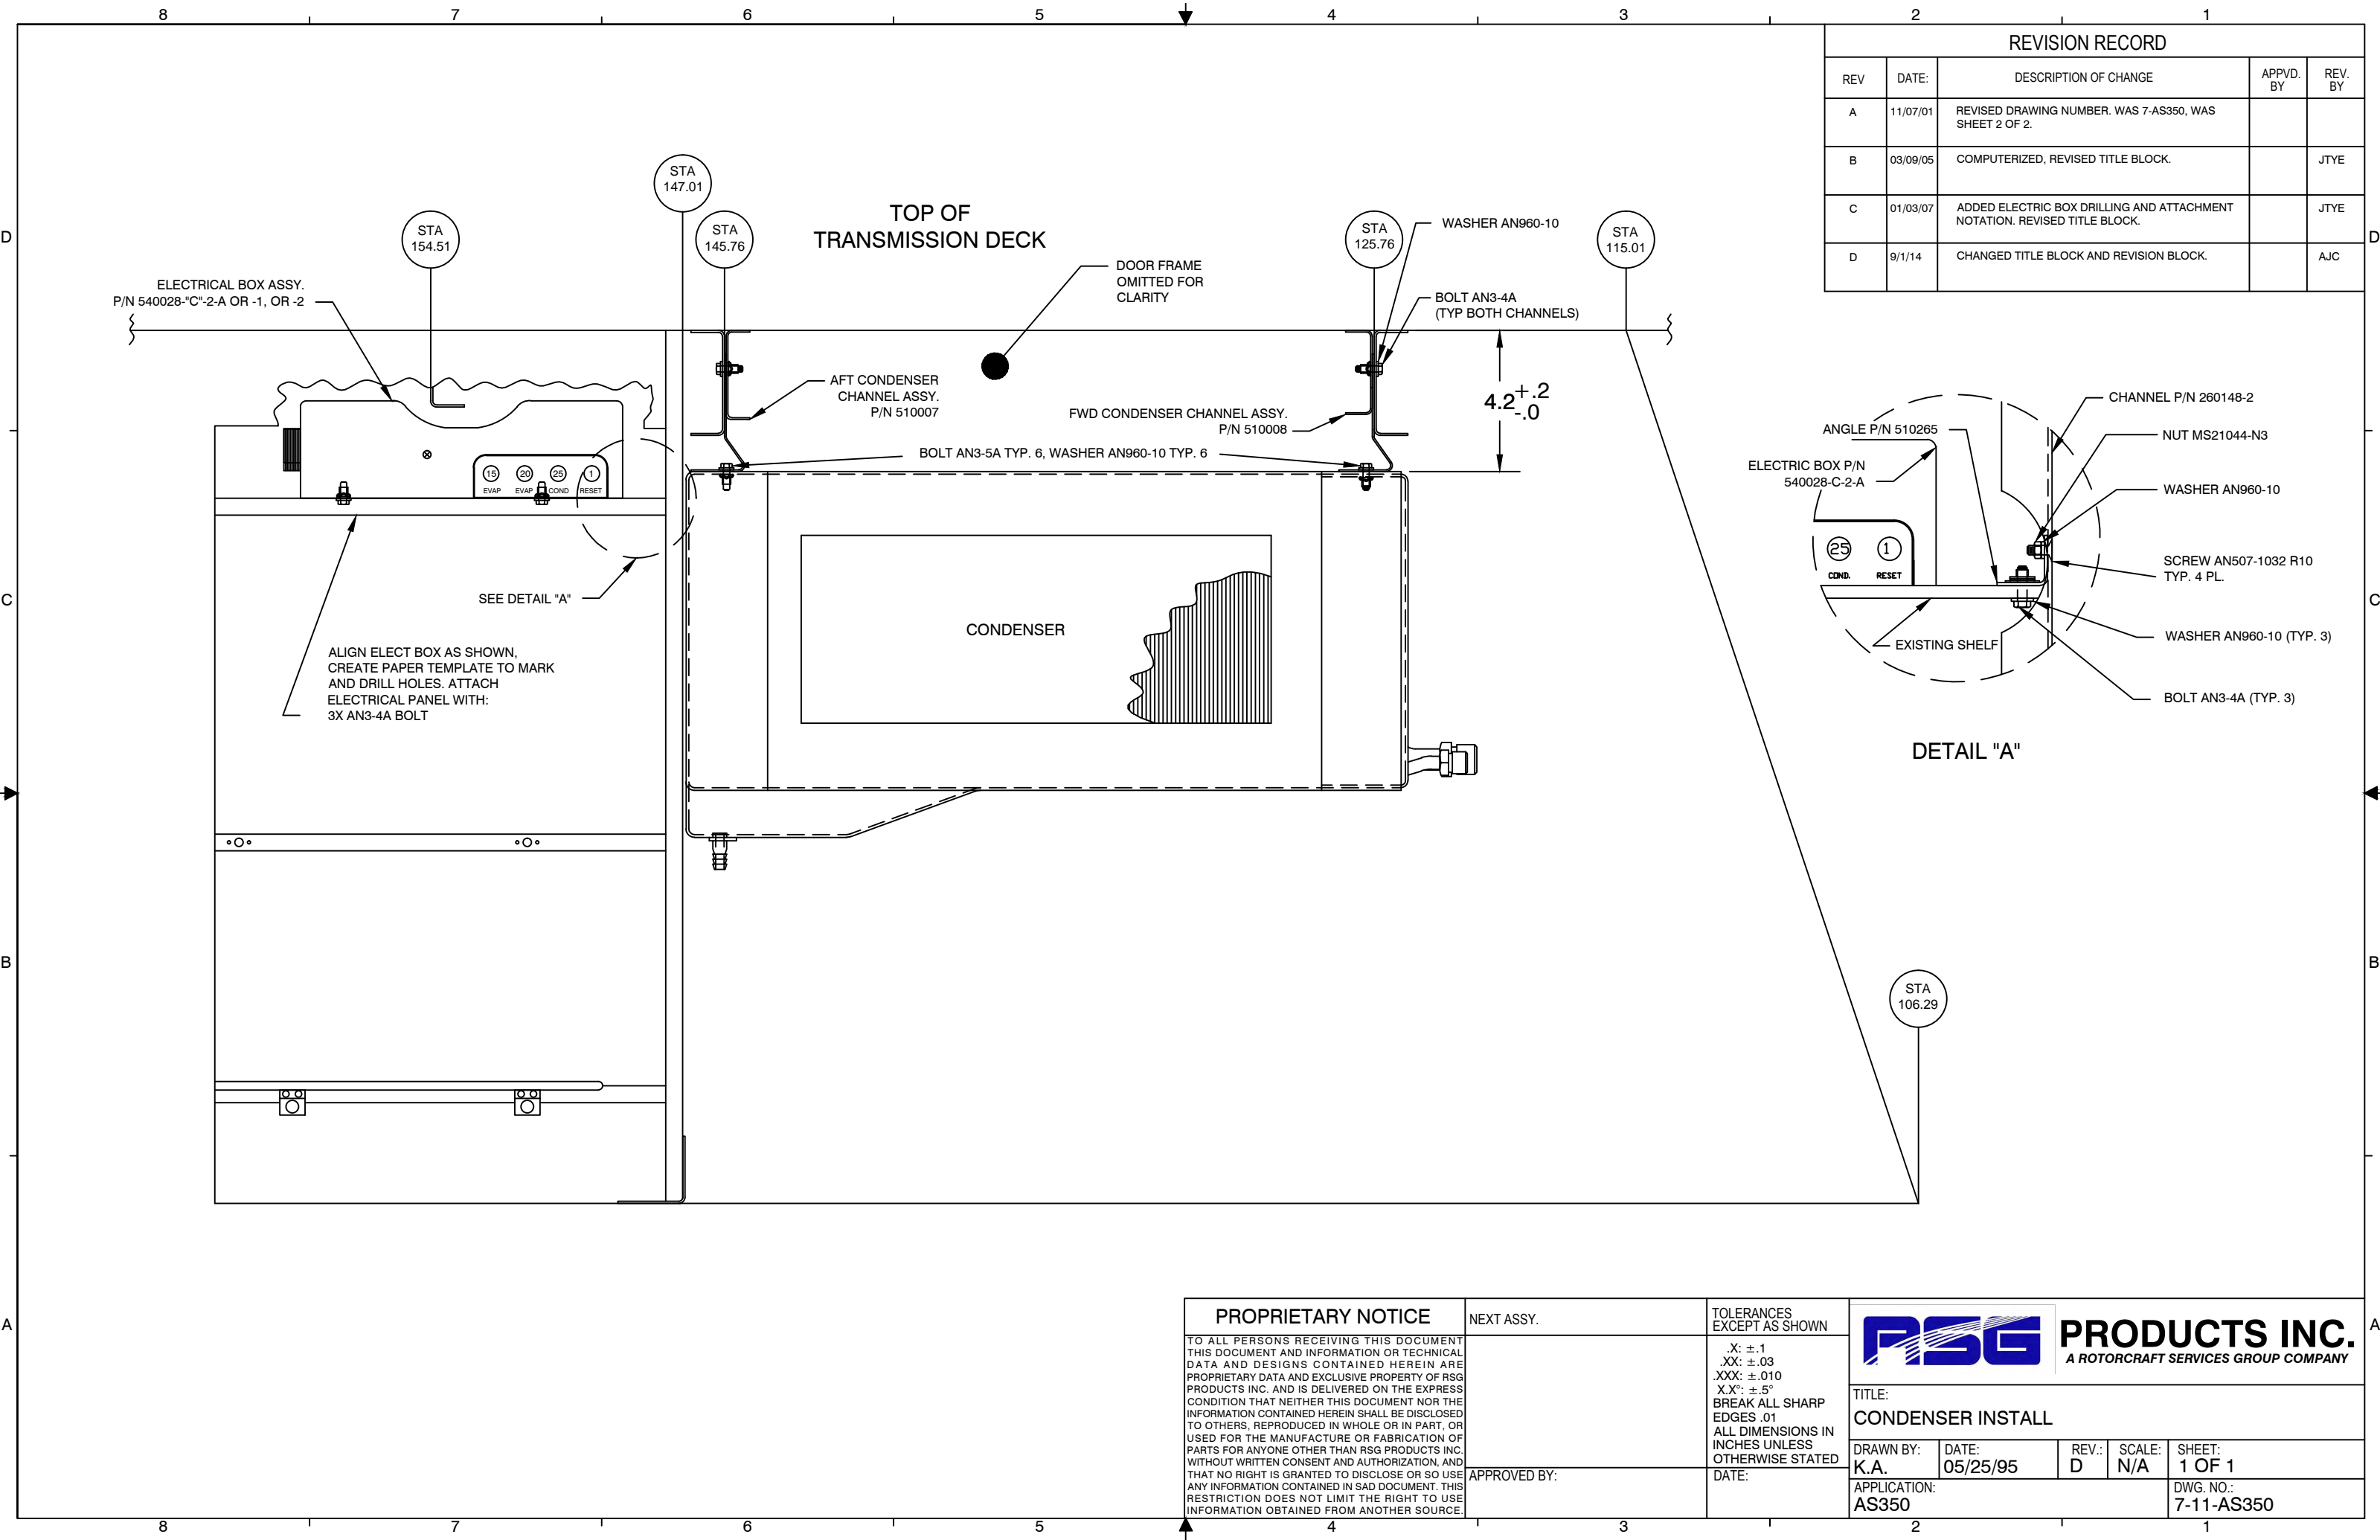 8 7 6 5 4 3 2 1
REVISION RECORD
REV DATE: DESCRIPTION OF CHANGE APPVD. BY REV. BY
A 11/07/01 REVISED DRAWING NUMBER. WAS 7-AS350, WAS
SHEET 2 OF 2.
B 03/09/05 COMPUTERIZED, REVISED TITLE BLOCK. JTYE
C 01/03/07 ADDED ELECTRIC BOX DRILLING AND ATTACHMENT JTYE
NOTATION. REVISED TITLE BLOCK.
D 9/1/14 CHANGED TITLE BLOCK AND REVISION BLOCK. AJC
D
D
STA
147.01
STA
154.51
STA
145.76
TOP OF
TRANSMISSION DECK
STA
125.76
STA
115.01
WASHER AN960-10
DOOR FRAME
OMITTED FOR
CLARITY
BOLT AN3-4A
(TYP BOTH CHANNELS)
ELECTRICAL BOX ASSY.
P/N 540028-"C"-2-A OR -1, OR -2
AFT CONDENSER
CHANNEL ASSY.
P/N 510007
FWD CONDENSER CHANNEL ASSY.
P/N 510008
4.2 +.2
-.0
BOLT AN3-5A TYP. 6, WASHER AN960-10 TYP. 6
15 20 25 1
EVAP EVAP COND RESET
SEE DETAIL "A"
CONDENSER
ALIGN ELECT BOX AS SHOWN,
CREATE PAPER TEMPLATE TO MARK
AND DRILL HOLES. ATTACH
ELECTRICAL PANEL WITH:
3X AN3-4A BOLT
CHANNEL P/N 260148-2
ANGLE P/N 510265
NUT MS21044-N3
ELECTRIC BOX P/N
540028-C-2-A
WASHER AN960-10
25 1
COND. RESET
SCREW AN507-1032 R10
TYP. 4 PL.
EXISTING SHELF
WASHER AN960-10 (TYP. 3)
BOLT AN3-4A (TYP. 3)
DETAIL "A"
C
C
B
B
STA
106.29
A
A
PROPRIETARY NOTICE
TO ALL PERSONS RECEIVING THIS DOCUMENT
THIS DOCUMENT AND INFORMATION OR TECHNICAL
DATA AND DESIGNS CONTAINED HEREIN ARE
PROPRIETARY DATA AND EXCLUSIVE PROPERTY OF RSG
PRODUCTS INC. AND IS DELIVERED ON THE EXPRESS
CONDITION THAT NEITHER THIS DOCUMENT NOR THE
INFORMATION CONTAINED HEREIN SHALL BE DISCLOSED
TO OTHERS, REPRODUCED IN WHOLE OR IN PART, OR
USED FOR THE MANUFACTURE OR FABRICATION OF
PARTS FOR ANYONE OTHER THAN RSG PRODUCTS INC.
WITHOUT WRITTEN CONSENT AND AUTHORIZATION, AND
THAT NO RIGHT IS GRANTED TO DISCLOSE OR SO USE
ANY INFORMATION CONTAINED IN SAD DOCUMENT. THIS
RESTRICTION DOES NOT LIMIT THE RIGHT TO USE
INFORMATION OBTAINED FROM ANOTHER SOURCE.
NEXT ASSY.
APPROVED BY:
TOLERANCES
EXCEPT AS SHOWN
.X: ±.1
.XX: ±.03
.XXX: ±.010
X.X°: ±.5°
BREAK ALL SHARP
EDGES .01
ALL DIMENSIONS IN
INCHES UNLESS
OTHERWISE STATED
DATE:
RSG PRODUCTS INC.
A ROTORCRAFT SERVICES GROUP COMPANY
TITLE:
CONDENSER INSTALL
DRAWN BY: DATE: REV.: SCALE: SHEET:
K.A. 05/25/95 D N/A 1 OF 1
APPLICATION: DWG. NO.:
AS350 7-11-AS350
8 7 6 5 4 3 2 1